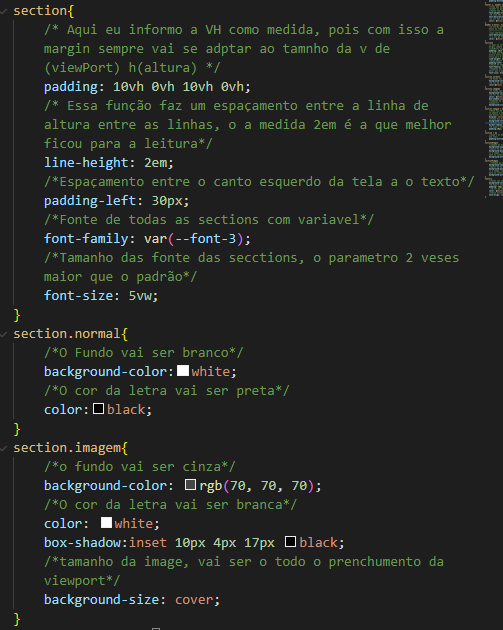 section{
/* Aqui eu informo a VH como medida, pois com isso a
margin sempre vai se adptar ao tamnho da v de
(viewPort) h(altura) */
padding: 10vh 0vh 10vh 0vh;
/* Essa função faz um espaçamento entre a linha de
altura entre as linhas, o a medida 2em é a que melhor
ficou para a leitura*/
line-height: 2em;
/*Espaçamento entre o canto esquerdo da tela a o texto*/
padding-left: 30px;
/*Fonte de todas as sections com variavel*/
font-family: var(--font-3);
/*Tamanho das fonte das secctions, o parametro 2 veses
maior que o padrão*/
font-size: 5vw;
}
section.normal{
/*O Fundo vai ser branco*/
background-color:white;
/*O cor da letra vai ser preta*/
color:black;
}
section.imagem{
/*o fundo vai ser cinza*/
background-color: rgb(70, 70, 70);
/*O cor da letra vai ser branca*/
color: white;
box-shadow:inset 10px 4px 17px black;
/*tamanho da image, vai ser o todo o prenchumento da
viewport*/
background-size: cover;
}